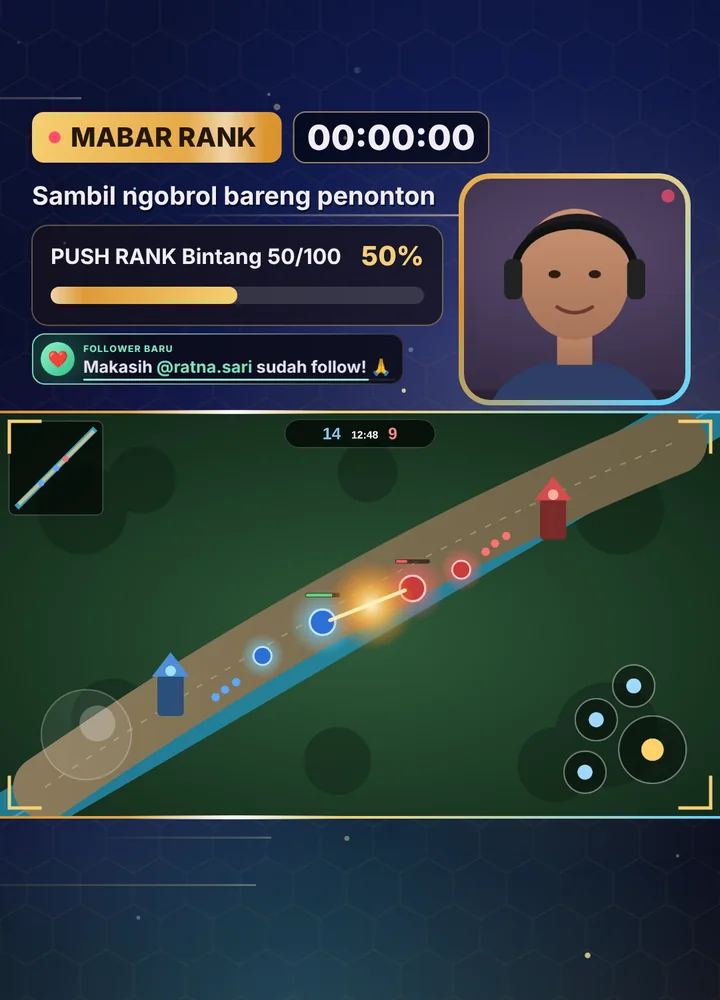 MABAR RANK
00:00:00
Sambil ngobrol bareng penonton
PUSH RANK Bintang 50/100 50%
FOLLOWER BARU
Makasih @ratna.sari sudah follow! 🙏
14 12:48 9